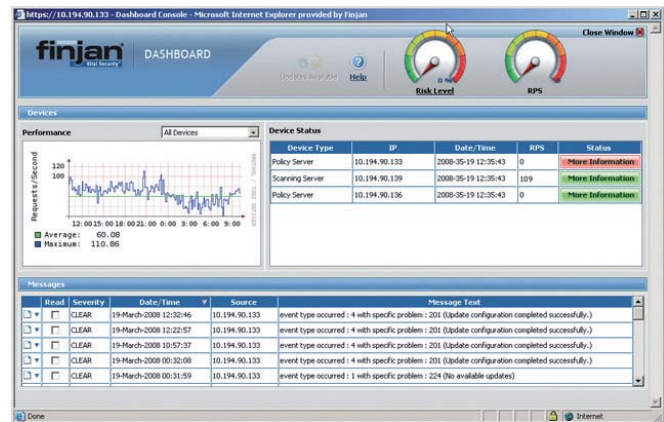 https://10.194.90.133 - Dashboard Console - Microsoft Internet Explorer provided by Finjan
Close Window
finjan
Vital Security
DASHBOARD
Updates Available
Help
Risk Level
RPS
Devices
Performance
All Devices
Requests/Second
120
100
12:00 15:00 18:00 21:00 0:00 3:00 6:00 9:00
Average: 60.08
Maximum: 110.86
Device Status
Device Type IP Date/Time RPS Status
Policy Server 10.194.90.133 2008-35-19 12:35:43 0 More Information
Scanning Server 10.194.90.139 2008-35-19 12:35:43 109 More Information
Policy Server 10.194.90.136 2008-35-19 12:35:43 0 More Information
Messages
Read Severity Date/Time Source Message Text
CLEAR 19-March-2008 12:32:46 10.194.90.133 event type occurred : 4 with specific problem : 201 (Update configuration completed successfully.)
CLEAR 19-March-2008 12:22:57 10.194.90.133 event type occurred : 4 with specific problem : 201 (Update configuration completed successfully.)
CLEAR 19-March-2008 10:57:37 10.194.90.133 event type occurred : 4 with specific problem : 201 (Update configuration completed successfully.)
CLEAR 19-March-2008 00:32:08 10.194.90.133 event type occurred : 4 with specific problem : 201 (Update configuration completed successfully.)
CLEAR 19-March-2008 00:31:59 10.194.90.133 event type occurred : 1 with specific problem : 224 (No available updates)
Done
Internet